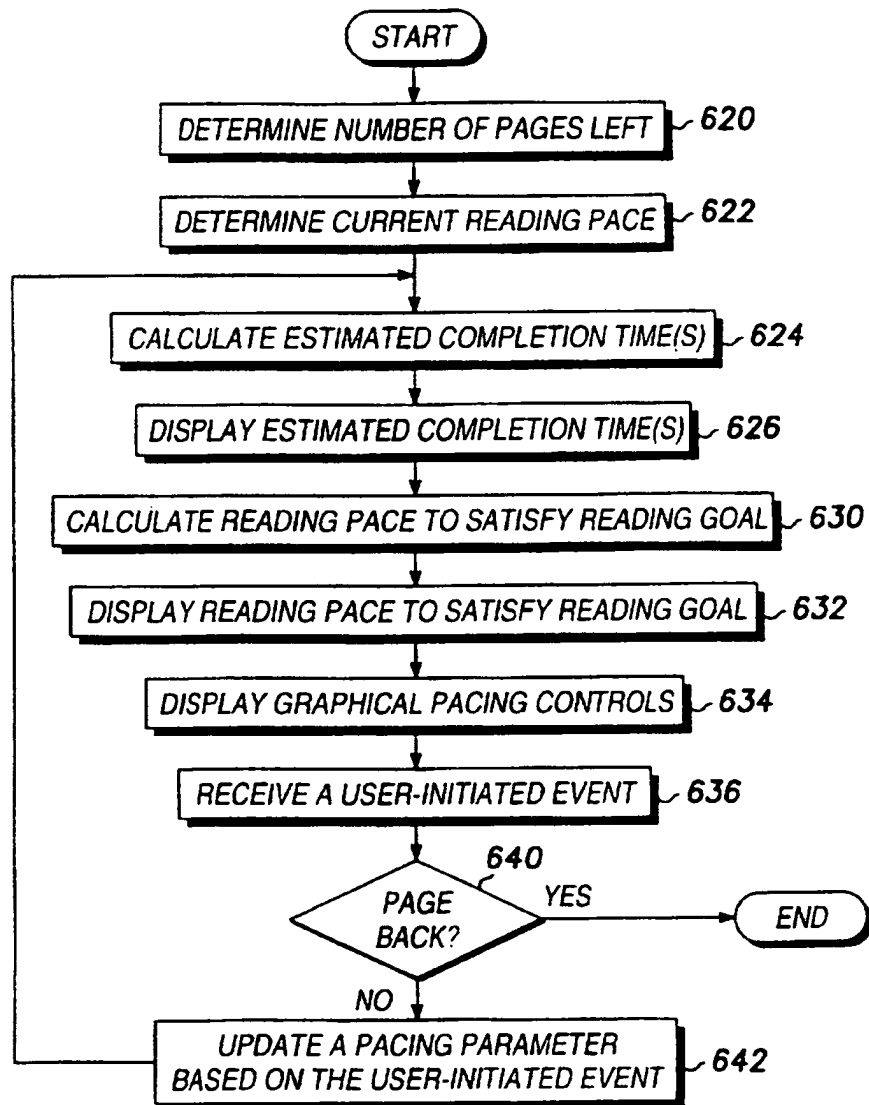 START
DETERMINE NUMBER OF PAGES LEFT 620
DETERMINE CURRENT READING PACE 622
CALCULATE ESTIMATED COMPLETION TIME(S) 624
DISPLAY ESTIMATED COMPLETION TIME(S) 626
CALCULATE READING PACE TO SATISFY READING GOAL 630
DISPLAY READING PACE TO SATISFY READING GOAL 632
DISPLAY GRAPHICAL PACING CONTROLS 634
RECEIVE A USER-INITIATED EVENT 636
640
PAGE
BACK?
YES
END
NO
UPDATE A PACING PARAMETER
BASED ON THE USER-INITIATED EVENT
642